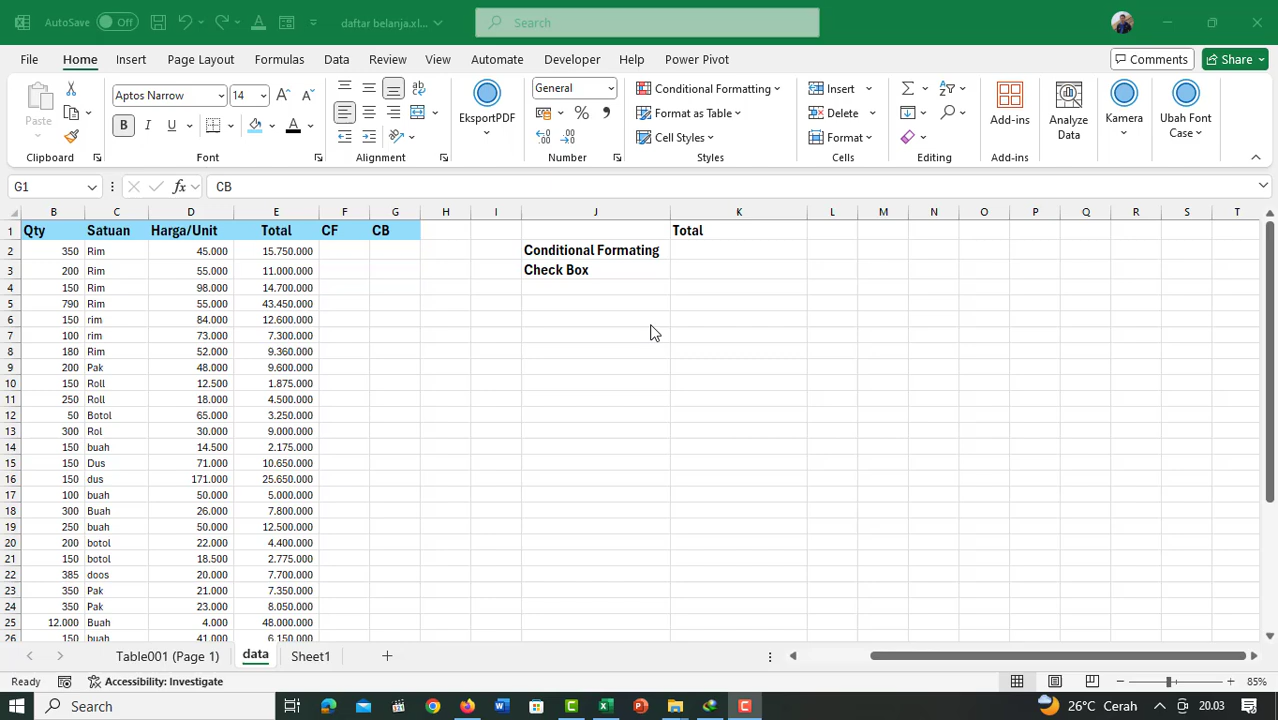 AutoSave Off daftar belanja.xl... Search
File Home Insert Page Layout Formulas Data Review View Automate Developer Help Power Pivot Comments Share
Paste Aptos Narrow 14 B I U A EksportPDF General % , Conditional Formatting Format as Table Cell Styles Insert Delete Format Add-ins Analyze Data Kamera Ubah Font Case
Clipboard Font Alignment Number Styles Cells Editing Add-ins
G1 fx CB
B C D E F G H I J K L M N O P Q R S T
1 Qty Satuan Harga/Unit Total CF CB Total
2 350 Rim 45.000 15.750.000 Conditional Formating
3 200 Rim 55.000 11.000.000 Check Box
4 150 Rim 98.000 14.700.000
5 790 Rim 55.000 43.450.000
6 150 rim 84.000 12.600.000
7 100 rim 73.000 7.300.000
8 180 Rim 52.000 9.360.000
9 200 Pak 48.000 9.600.000
10 150 Roll 12.500 1.875.000
11 250 Roll 18.000 4.500.000
12 50 Botol 65.000 3.250.000
13 300 Rol 30.000 9.000.000
14 150 buah 14.500 2.175.000
15 150 Dus 71.000 10.650.000
16 150 dus 171.000 25.650.000
17 100 buah 50.000 5.000.000
18 300 Buah 26.000 7.800.000
19 250 buah 50.000 12.500.000
20 200 botol 22.000 4.400.000
21 150 botol 18.500 2.775.000
22 385 doos 20.000 7.700.000
23 350 Pak 21.000 7.350.000
24 350 Pak 23.000 8.050.000
25 12.000 Buah 4.000 48.000.000
26 150 buah 41.000 6.150.000
Table001 (Page 1) data Sheet1
Ready Accessibility: Investigate 85%
Search 26°C Cerah 20.03